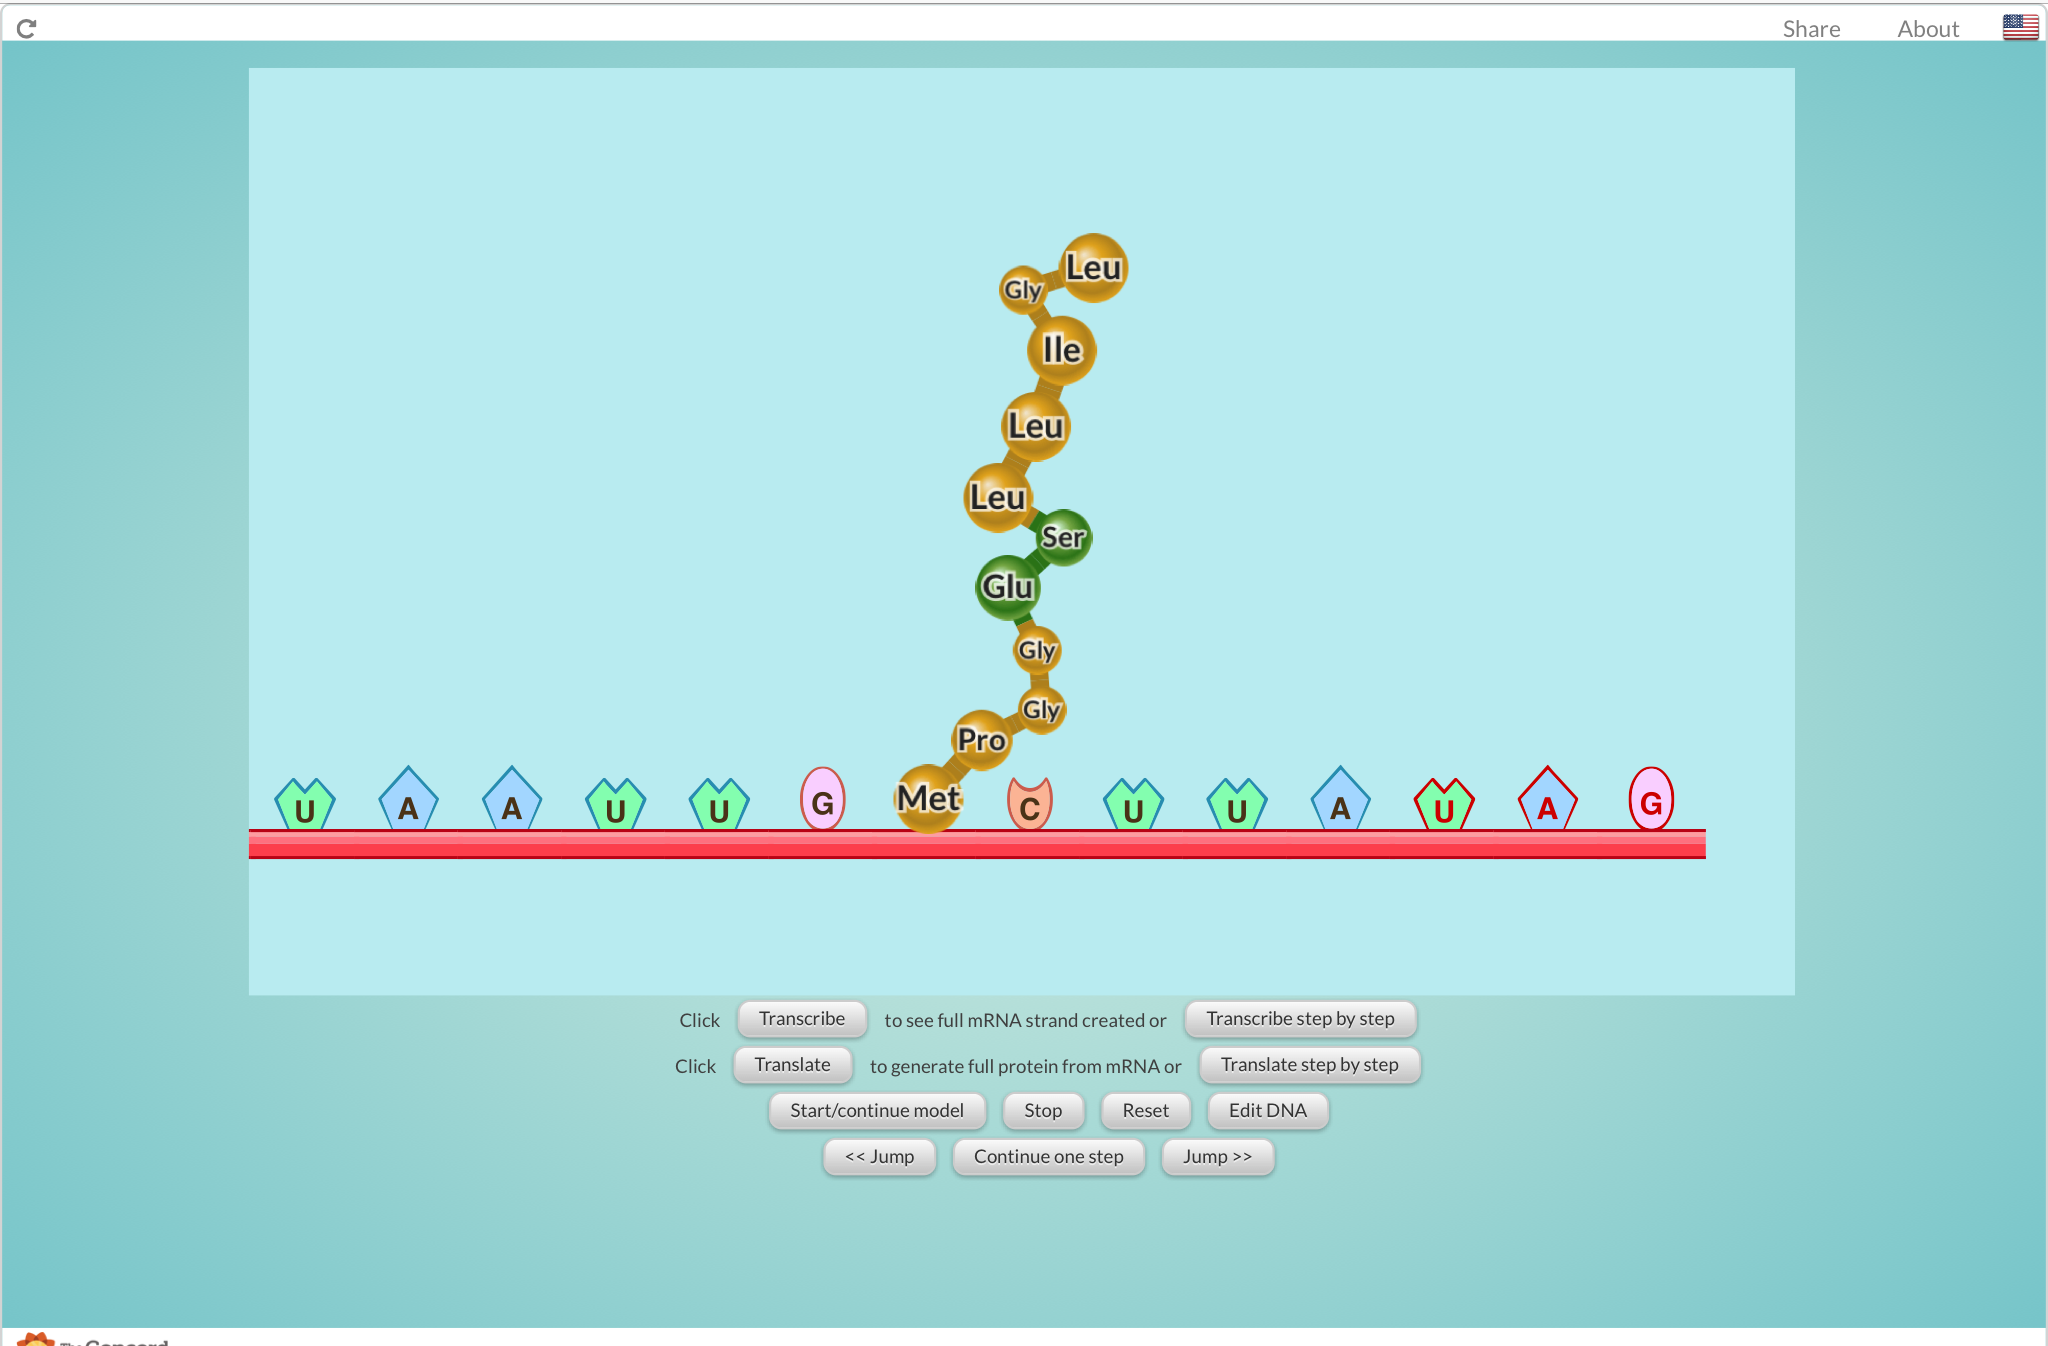 Share About
Leu
Gly
Ile
Leu
Leu
Ser
Glu
Gly
Gly
Pro
U A A U U G Met C U U A U A G
Click Transcribe to see full mRNA strand created or Transcribe step by step
Click Translate to generate full protein from mRNA or Translate step by step
Start/continue model Stop Reset Edit DNA
<< Jump Continue one step Jump >>
Concord